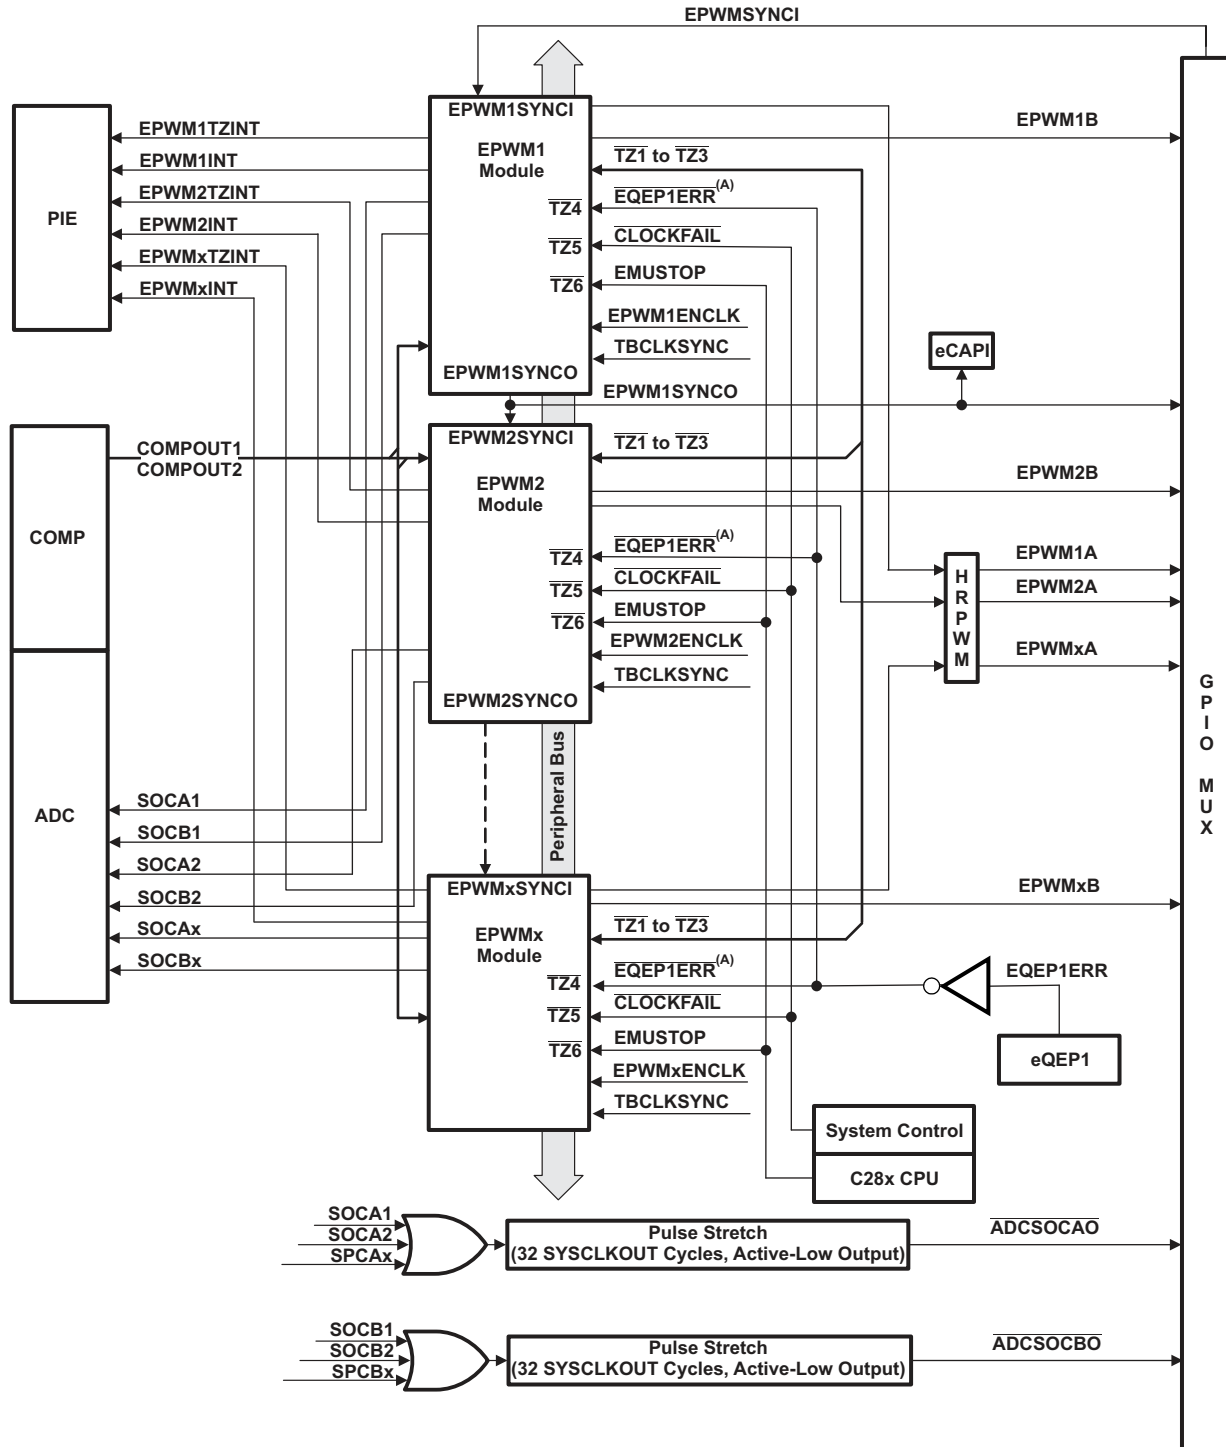 EPWMSYNCI
EPWM1SYNCI
EPWM1B
EPWM1TZINT
EPWM1
Module
TZ1 to TZ3
EPWM1INT
EPWM2TZINT
EQEP1ERR(A)
TZ4
PIE
EPWM2INT
CLOCKFAIL
TZ5
EPWMxTZINT
EMUSTOP
TZ6
EPWMxINT
EPWM1ENCLK
TBCLKSYNC
eCAPI
EPWM1SYNCO
EPWM1SYNCO
EPWM2SYNCI
TZ1 to TZ3
COMPOUT1
COMPOUT2
EPWM2B
EPWM2
Module
COMP
EQEP1ERR(A)
TZ4
EPWM1A
CLOCKFAIL
TZ5
HRPWM
EPWM2A
EMUSTOP
TZ6
EPWM2ENCLK
EPWMxA
TBCLKSYNC
EPWM2SYNCO
GPIO MUX
Peripheral Bus
SOCA1
ADC
SOCB1
SOCA2
EPWMxSYNCI
EPWMxB
SOCB2
TZ1 to TZ3
SOCAx
EPWMx
Module
SOCBx
EQEP1ERR(A)
TZ4
EQEP1ERR
CLOCKFAIL
TZ5
EMUSTOP
TZ6
eQEP1
EPWMxENCLK
TBCLKSYNC
System Control
C28x CPU
SOCA1
SOCA2
SPCAx
Pulse Stretch
(32 SYSCLKOUT Cycles, Active-Low Output)
ADCSOCAO
SOCB1
SOCB2
SPCBx
Pulse Stretch
(32 SYSCLKOUT Cycles, Active-Low Output)
ADCSOCBO